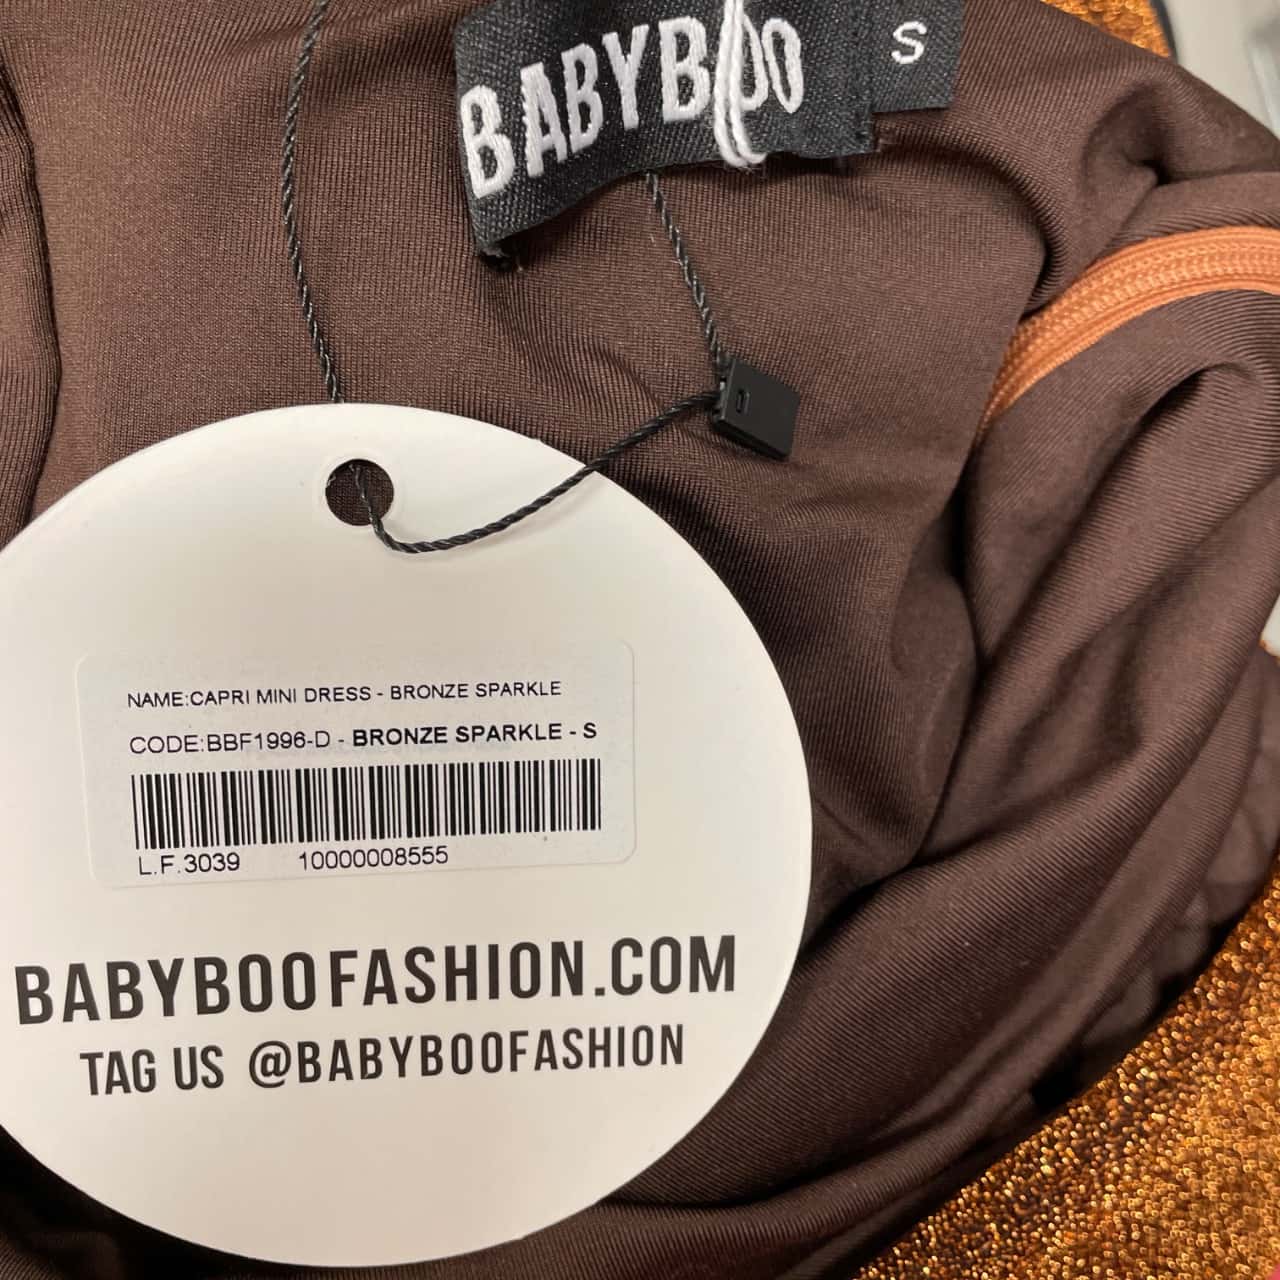 BABYBOO
S
NAME:CAPRI MINI DRESS - BRONZE SPARKLE
CODE:BBF1996-D - BRONZE SPARKLE - S
L.F.3039 10000008555
BABYBOOFASHION.COM
TAG US @BABYBOOFASHION